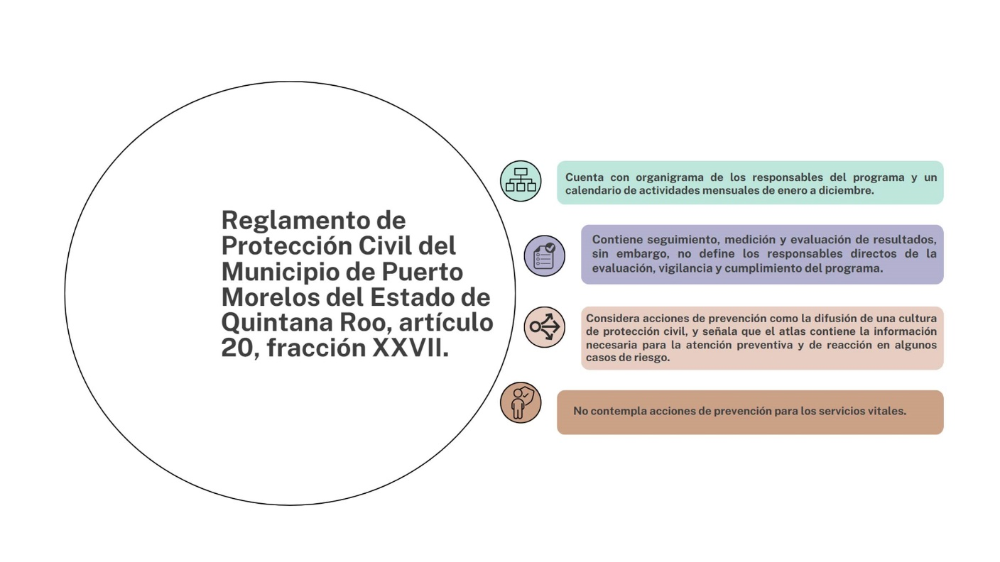 Reglamento de
Protección Civil del
Municipio de Puerto
Morelos del Estado de
Quintana Roo, artículo
20, fracción XXVII.
Cuenta con organigrama de los responsables del programa y un
calendario de actividades mensuales de enero a diciembre.
Contiene seguimiento, medición y evaluación de resultados,
sin embargo, no define los responsables directos de la
evaluación, vigilancia y cumplimiento del programa.
Considera acciones de prevención como la difusión de una cultura
de protección civil, y señala que el atlas contiene la información
necesaria para la atención preventiva y de reacción en algunos
casos de riesgo.
No contempla acciones de prevención para los servicios vitales.